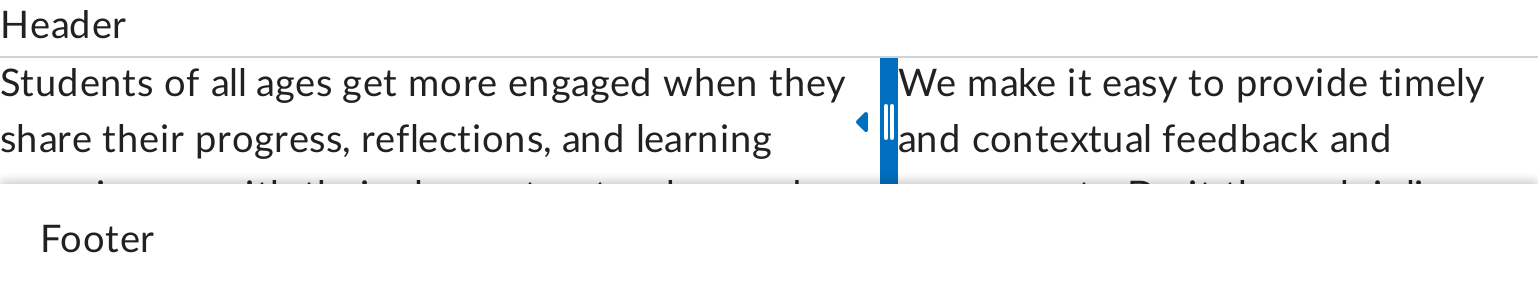 Header
Students of all ages get more engaged when they
share their progress, reflections, and learning
We make it easy to provide timely
and contextual feedback and
Footer